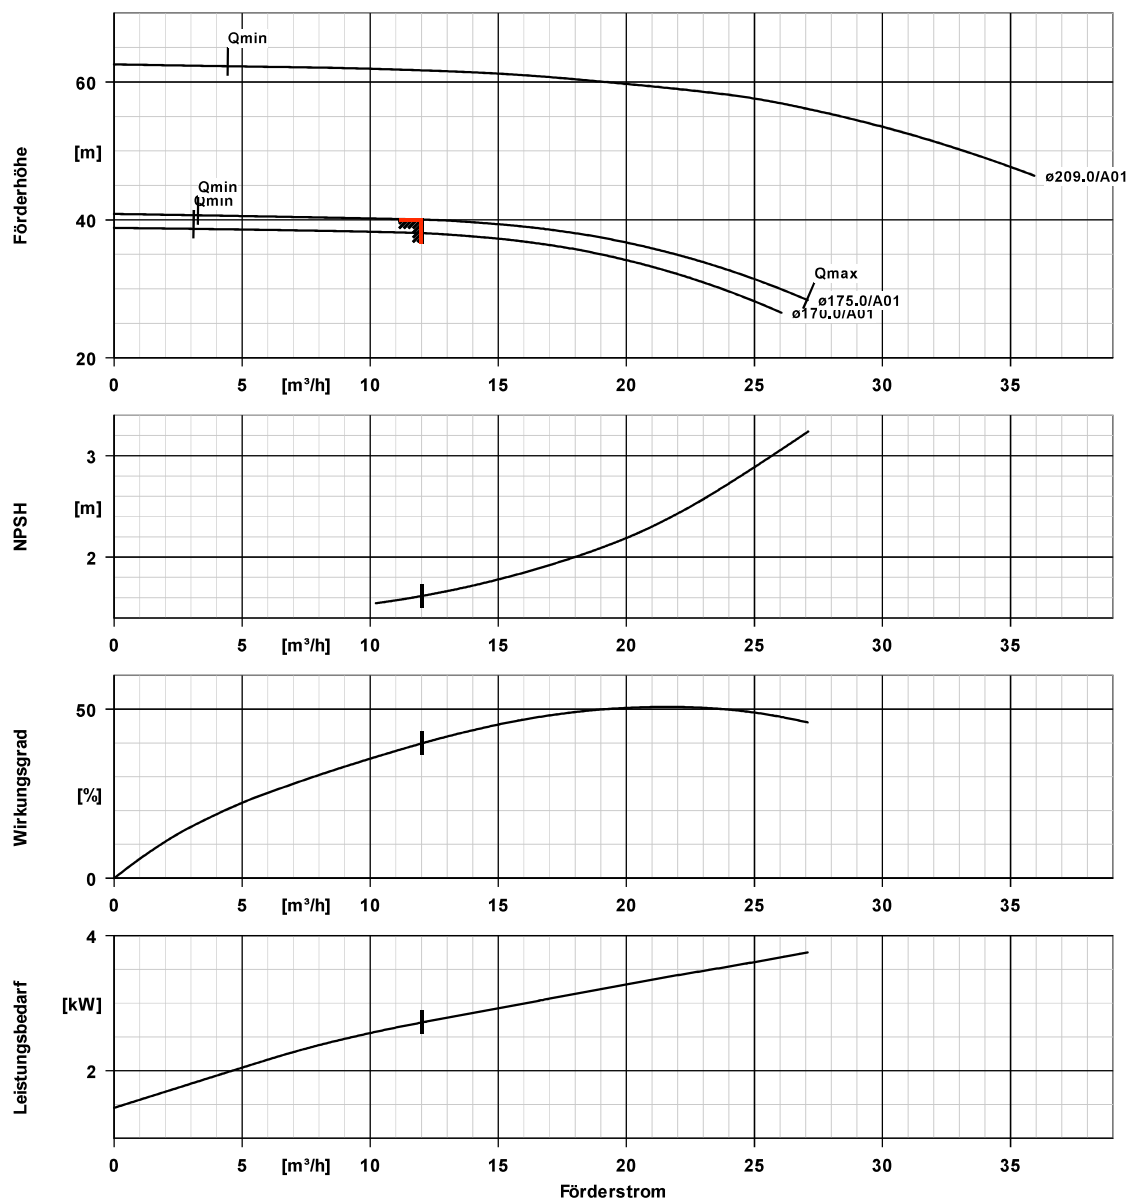 Qmin
60
[m]
Förderhöhe
ø209.0/A01
Qmin
Qmin
40
Qmax
ø175.0/A01
ø170.0/A01
20
0 5 [m³/h] 10 15 20 25 30 35
3
[m]
NPSH
2
0 5 [m³/h] 10 15 20 25 30 35
50
Wirkungsgrad
[%]
0
0 5 [m³/h] 10 15 20 25 30 35
4
[kW]
Leistungsbedarf
2
0 5 [m³/h] 10 15 20 25 30 35
Förderstrom